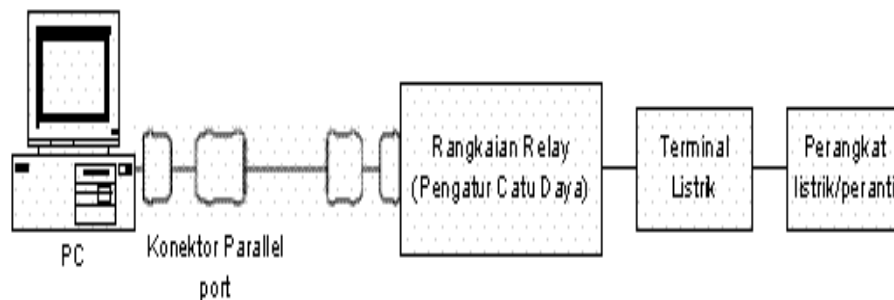 PC
Konektor Parallel
port
Rangkaian Relay
(Pengatur Catu Daya)
Terminal
Listrik
Perangkat
listrik/peranti